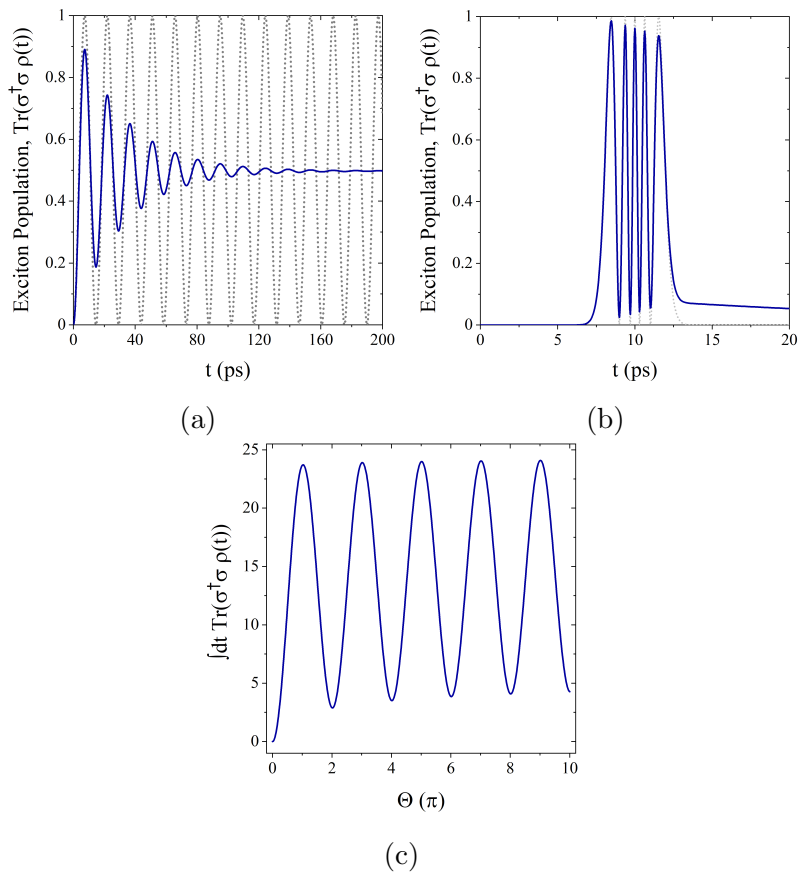 Exciton Population, Tr(σ†σ ρ(t))
1
0.8
0.6
0.4
0.2
0
0 40 80 120 160 200
t (ps)
(a)
Exciton Population, Tr(σ†σ ρ(t))
1
0.8
0.6
0.4
0.2
0
0 5 10 15 20
t (ps)
(b)
∫dt Tr(σ†σ ρ(t))
25
20
15
10
5
0
0 2 4 6 8 10
Θ (π)
(c)